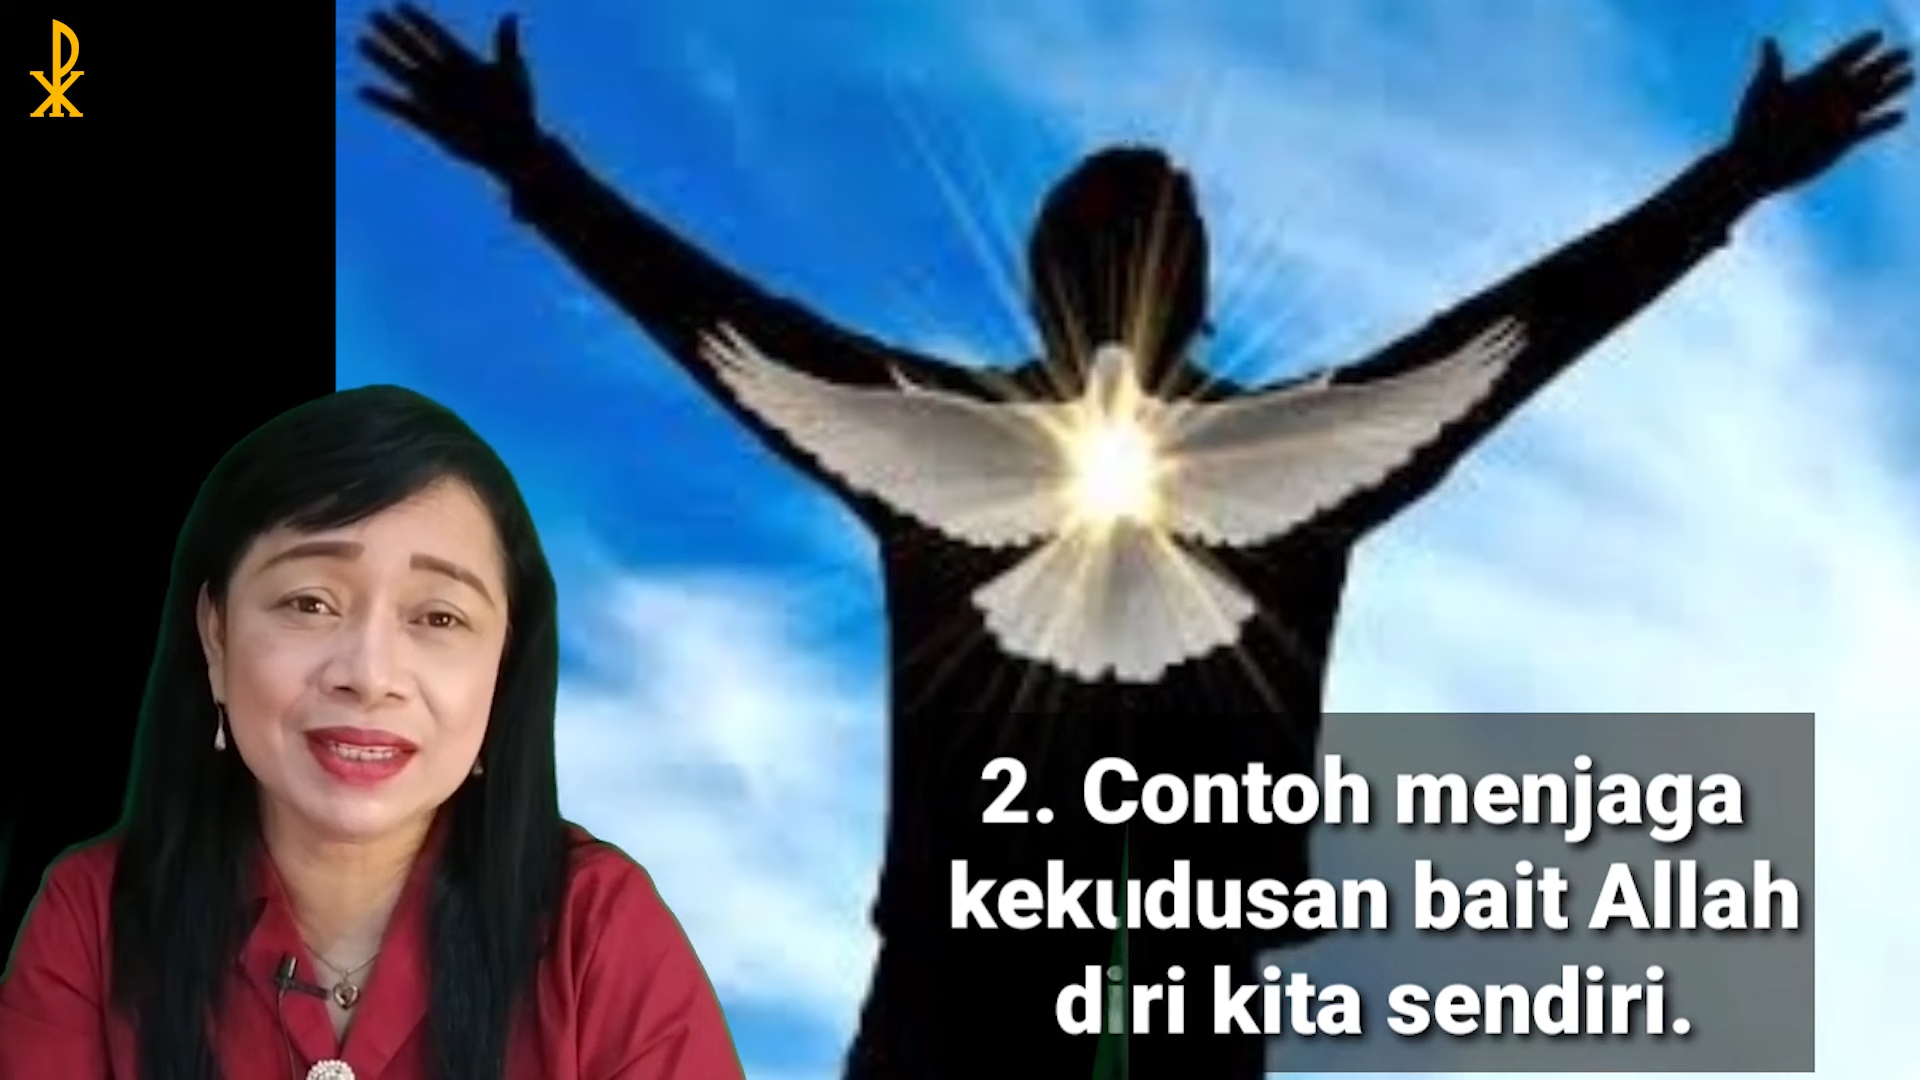 2. Contoh menjaga
kekudusan bait Allah
diri kita sendiri.